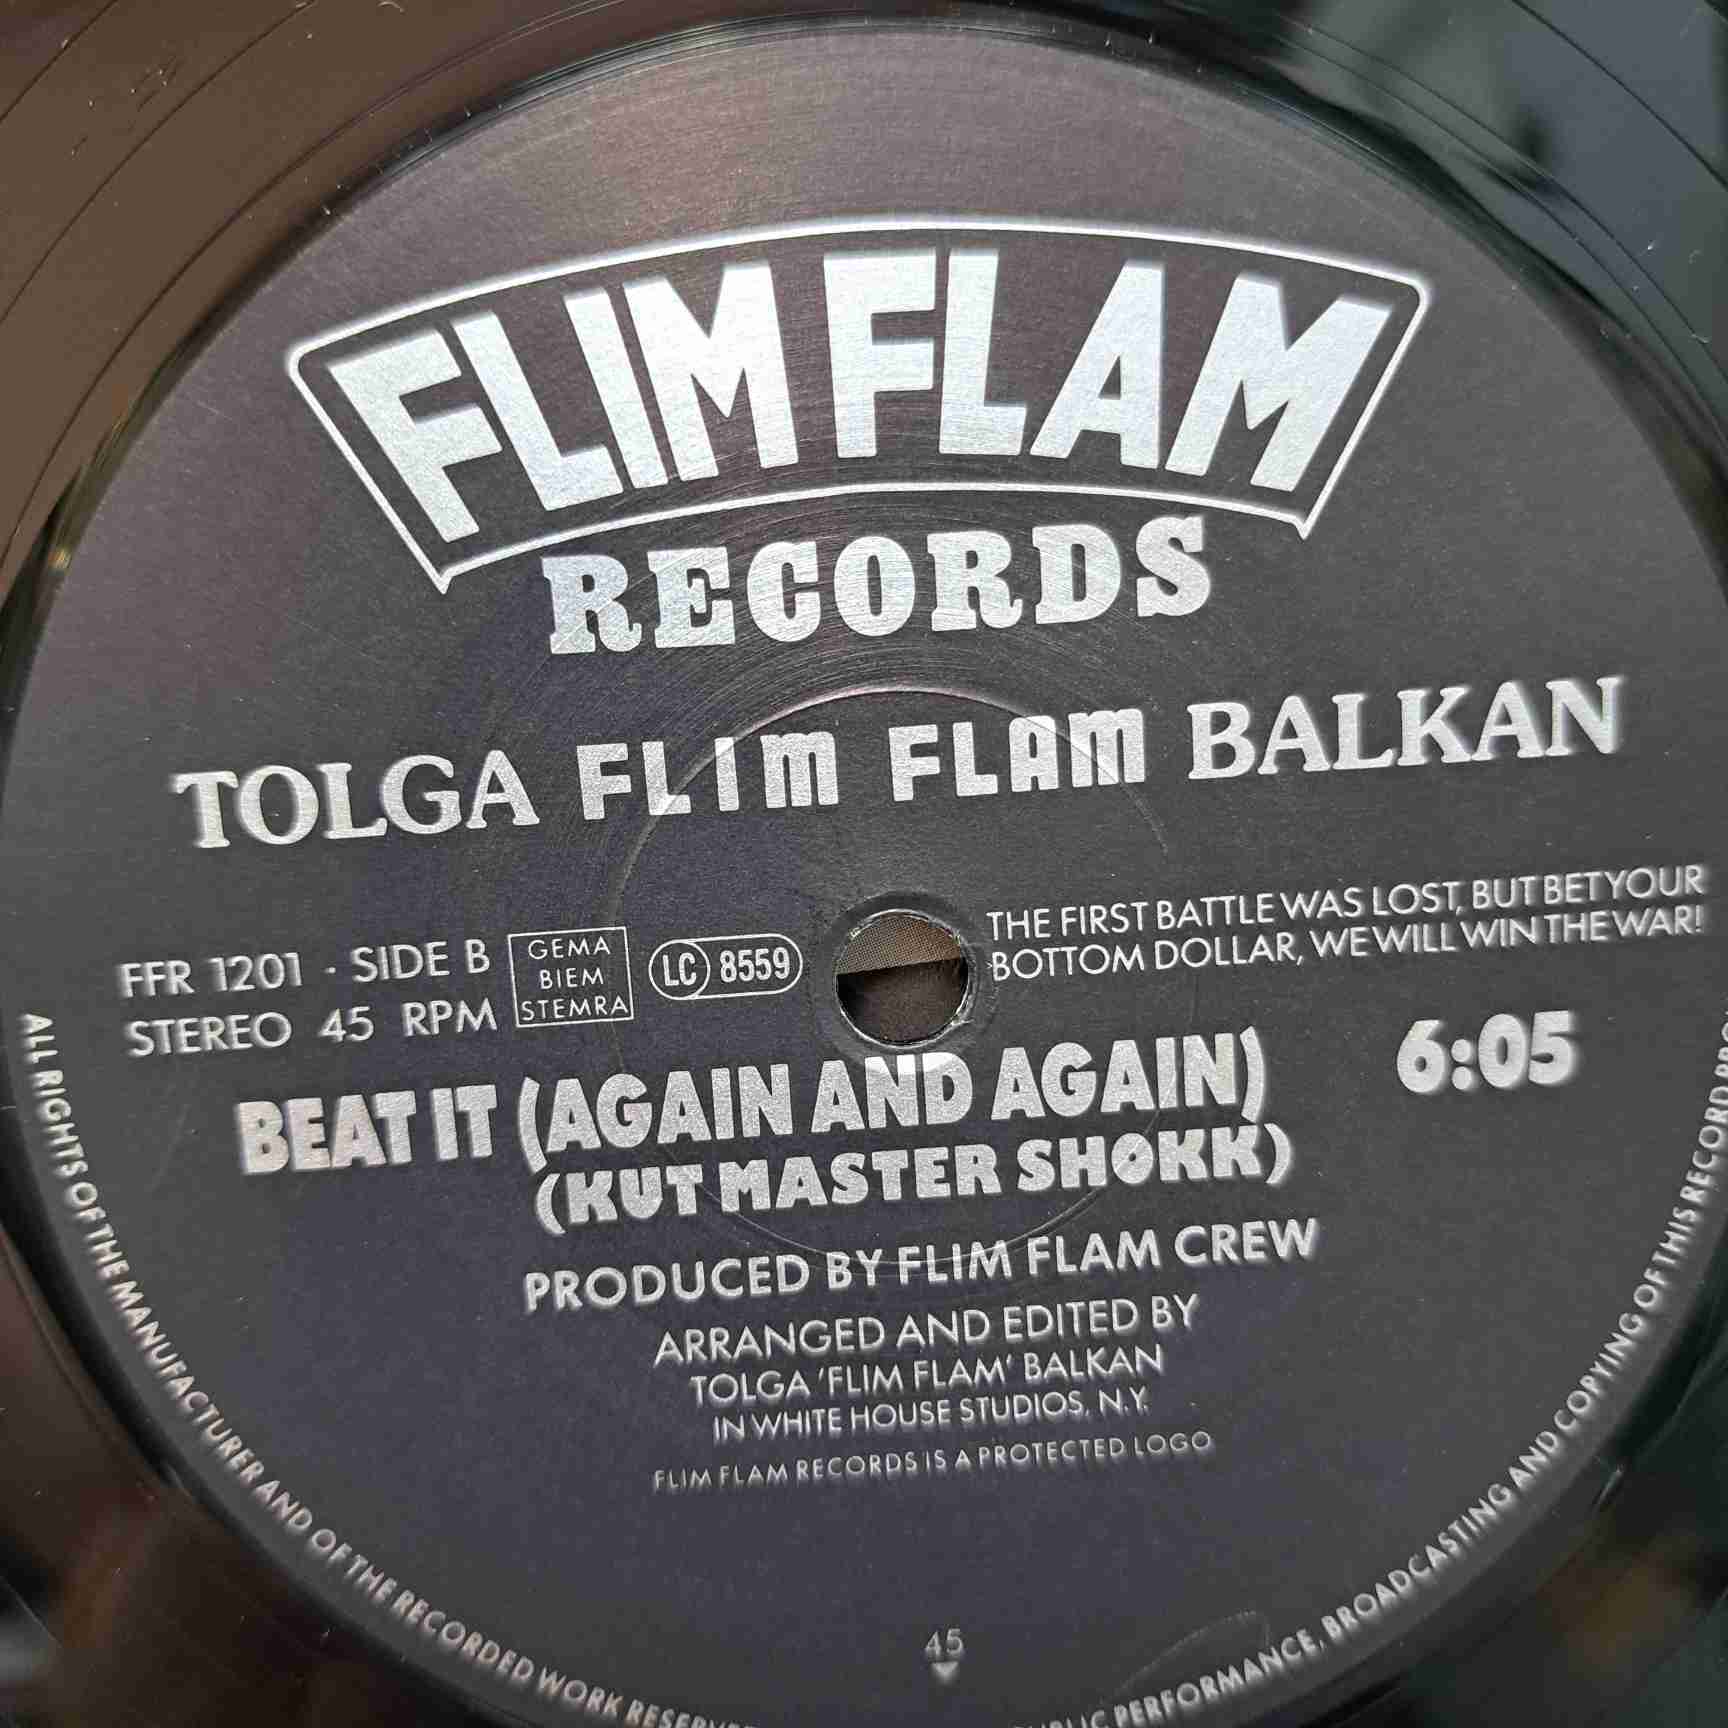 FLIM FLAM
RECORDS
TOLGA FLIM FLAM BALKAN
FFR 1201 · SIDE B
STEREO 45 RPM
GEMA
BIEM
STEMRA
LC 8559
THE FIRST BATTLE WAS LOST, BUT BET YOUR
BOTTOM DOLLAR, WE WILL WIN THE WAR!
BEAT IT (AGAIN AND AGAIN) 6:05
(KUT MASTER SHØKK)
PRODUCED BY FLIM FLAM CREW
ARRANGED AND EDITED BY
TOLGA 'FLIM FLAM' BALKAN
IN WHITE HOUSE STUDIOS, N.Y.
FLIM FLAM RECORDS IS A PROTECTED LOGO
45
ALL RIGHTS OF THE MANUFACTURER AND OF THE RECORDED WORK
PERFORMANCE, BROADCASTING AND COPYING OF THIS RECORD